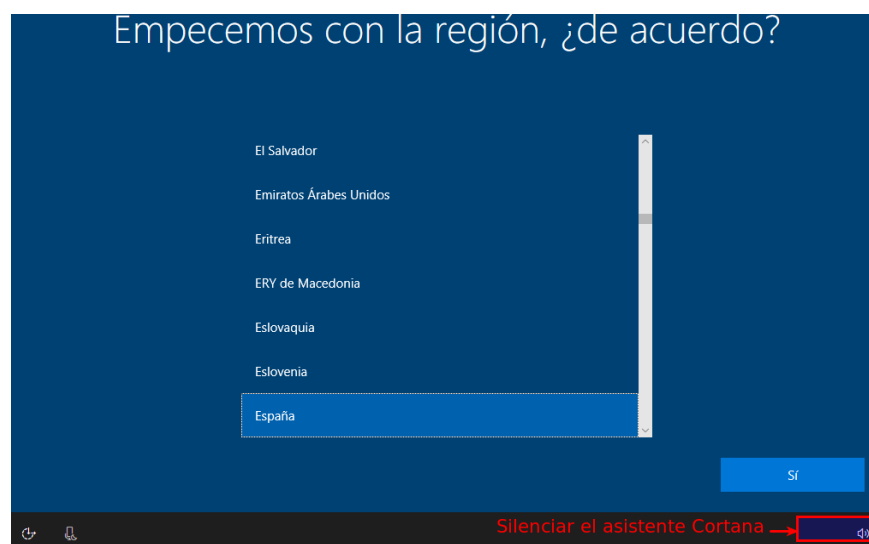 Empecemos con la región, ¿de acuerdo?
El Salvador
Emiratos Árabes Unidos
Eritrea
ERY de Macedonia
Eslovaquia
Eslovenia
España
Sí
Silenciar el asistente Cortana